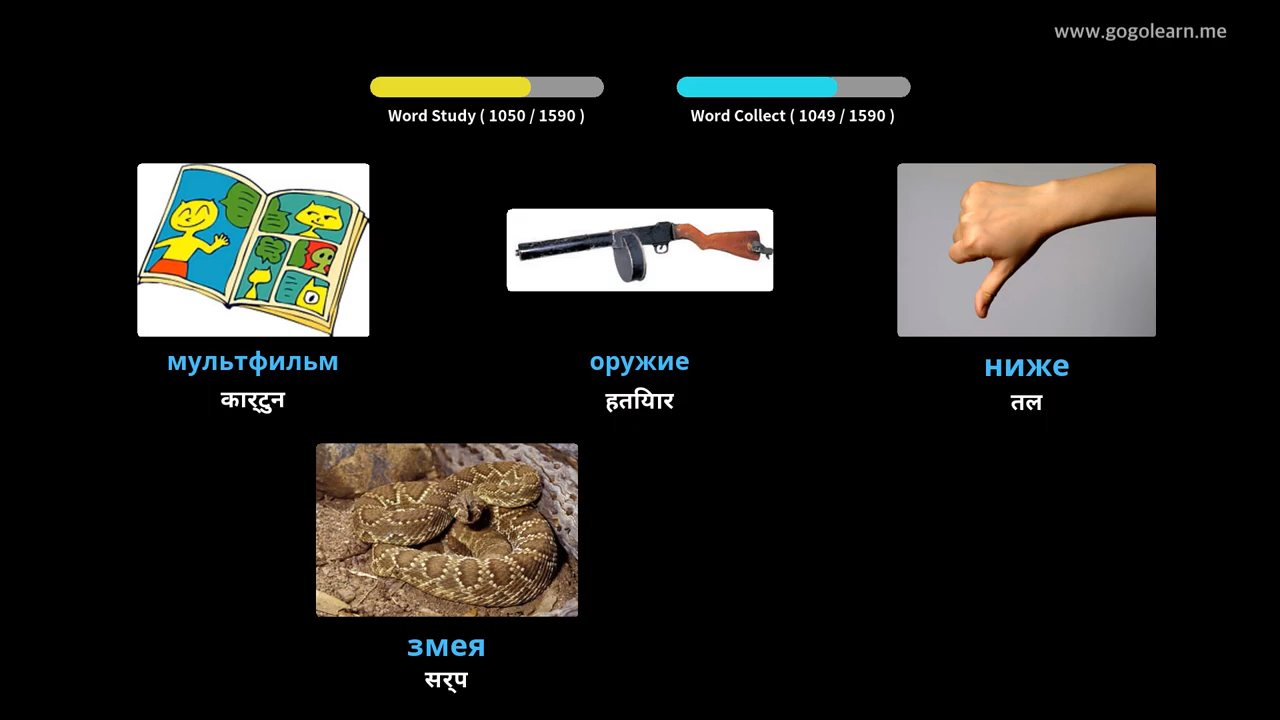 www.gogolearn.me
Word Study ( 1050 / 1590 )
Word Collect ( 1049 / 1590 )
мультфильм
оружие
ниже
कार्टुन
हतियार
तल
змея
सर्प